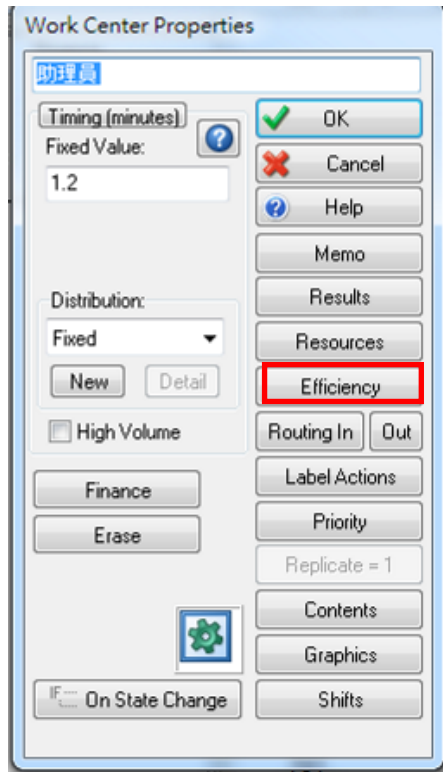 Work Center Properties
助理員
Timing (minutes)
Fixed Value:
1.2
Distribution:
Fixed
New
Detail
High Volume
Finance
Erase
IF
On State Change
OK
Cancel
Help
Memo
Results
Resources
Efficiency
Routing In
Out
Label Actions
Priority
Replicate = 1
Contents
Graphics
Shifts